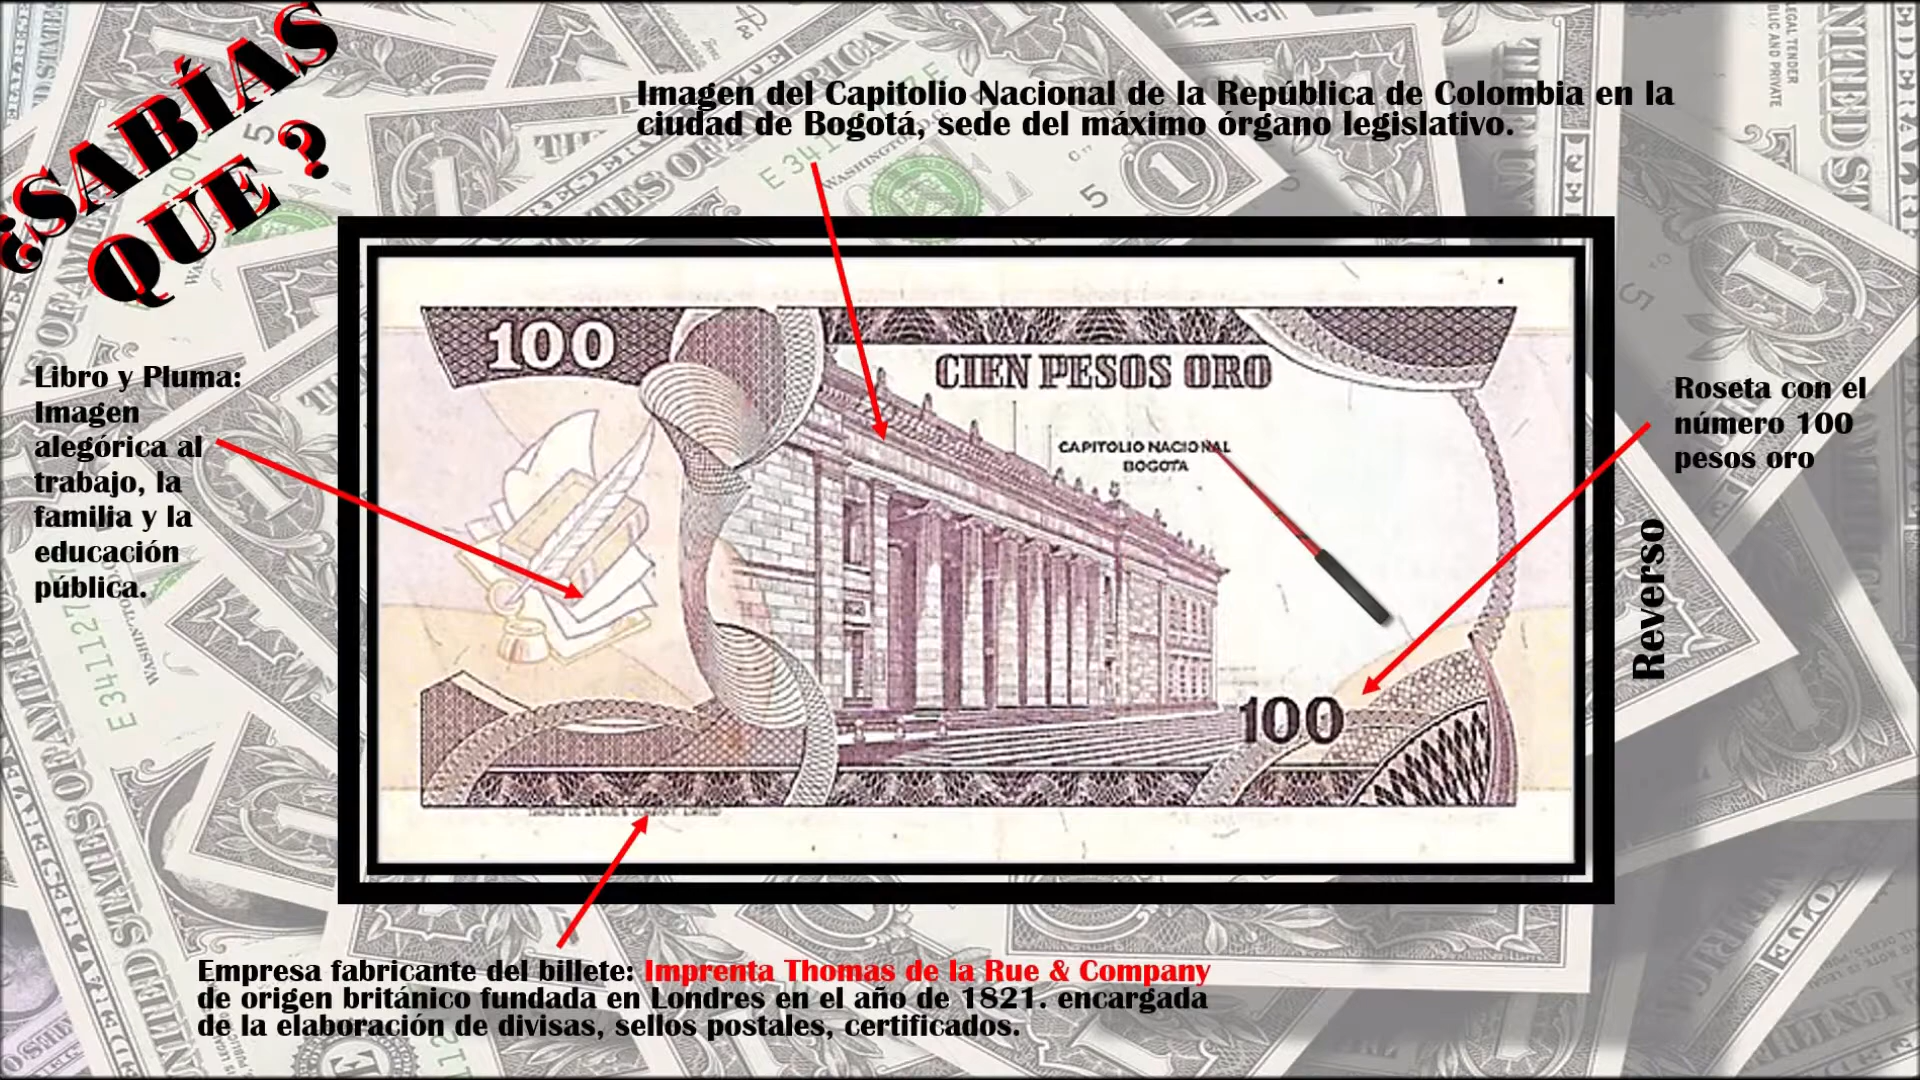 ¿SABÍAS
QUE ?
Imagen del Capitolio Nacional de la República de Colombia en la
ciudad de Bogotá, sede del máximo órgano legislativo.
Libro y Pluma:
Imagen
alegórica al
trabajo, la
familia y la
educación
pública.
100
CIEN PESOS ORO
CAPITOLIO NACIONAL
BOGOTA
100
Roseta con el
número 100
pesos oro
Reverso
Empresa fabricante del billete: Imprenta Thomas de la Rue & Company
de origen británico fundada en Londres en el año de 1821. encargada
de la elaboración de divisas, sellos postales, certificados.